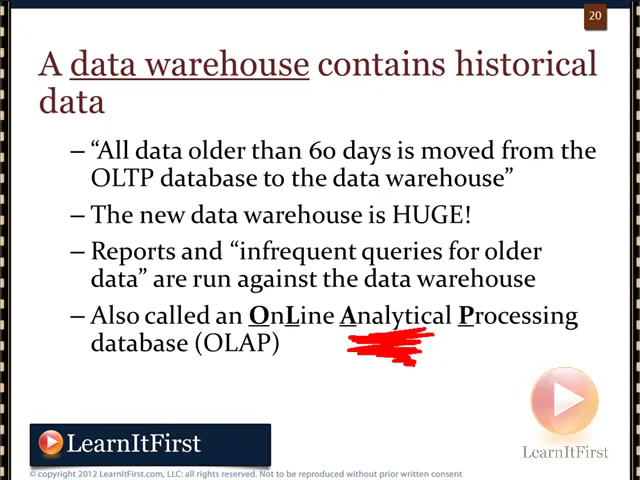 20
A data warehouse contains historical
data
– “All data older than 60 days is moved from the
OLTP database to the data warehouse”
– The new data warehouse is HUGE!
– Reports and “infrequent queries for older
data” are run against the data warehouse
– Also called an OnLine Analytical Processing
database (OLAP)
LearnItFirst
LearnItFirst
© copyright 2012 LearnItFirst.com, LLC: all rights reserved. Not to be reproduced without prior written consent